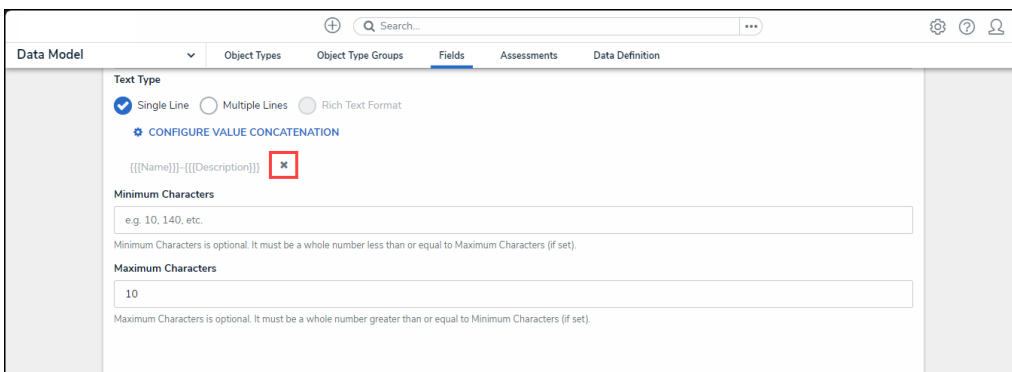 Search...
Data Model Object Types Object Type Groups Fields Assessments Data Definition
Text Type
Single Line Multiple Lines Rich Text Format
CONFIGURE VALUE CONCATENATION
{{{Name}}}-{{{Description}}}
Minimum Characters
e.g. 10, 140, etc.
Minimum Characters is optional. It must be a whole number less than or equal to Maximum Characters (if set).
Maximum Characters
10
Maximum Characters is optional. It must be a whole number greater than or equal to Minimum Characters (if set).